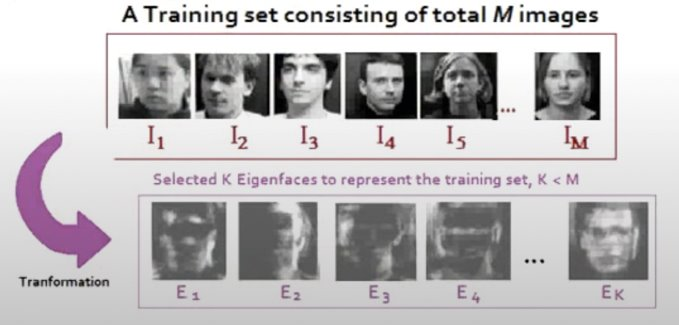 A Training set consisting of total M images
I1 I2 I3 I4 I5 ... IM
Selected K Eigenfaces to represent the training set, K < M
E1 E2 E3 E4 ... EK
Tranformation